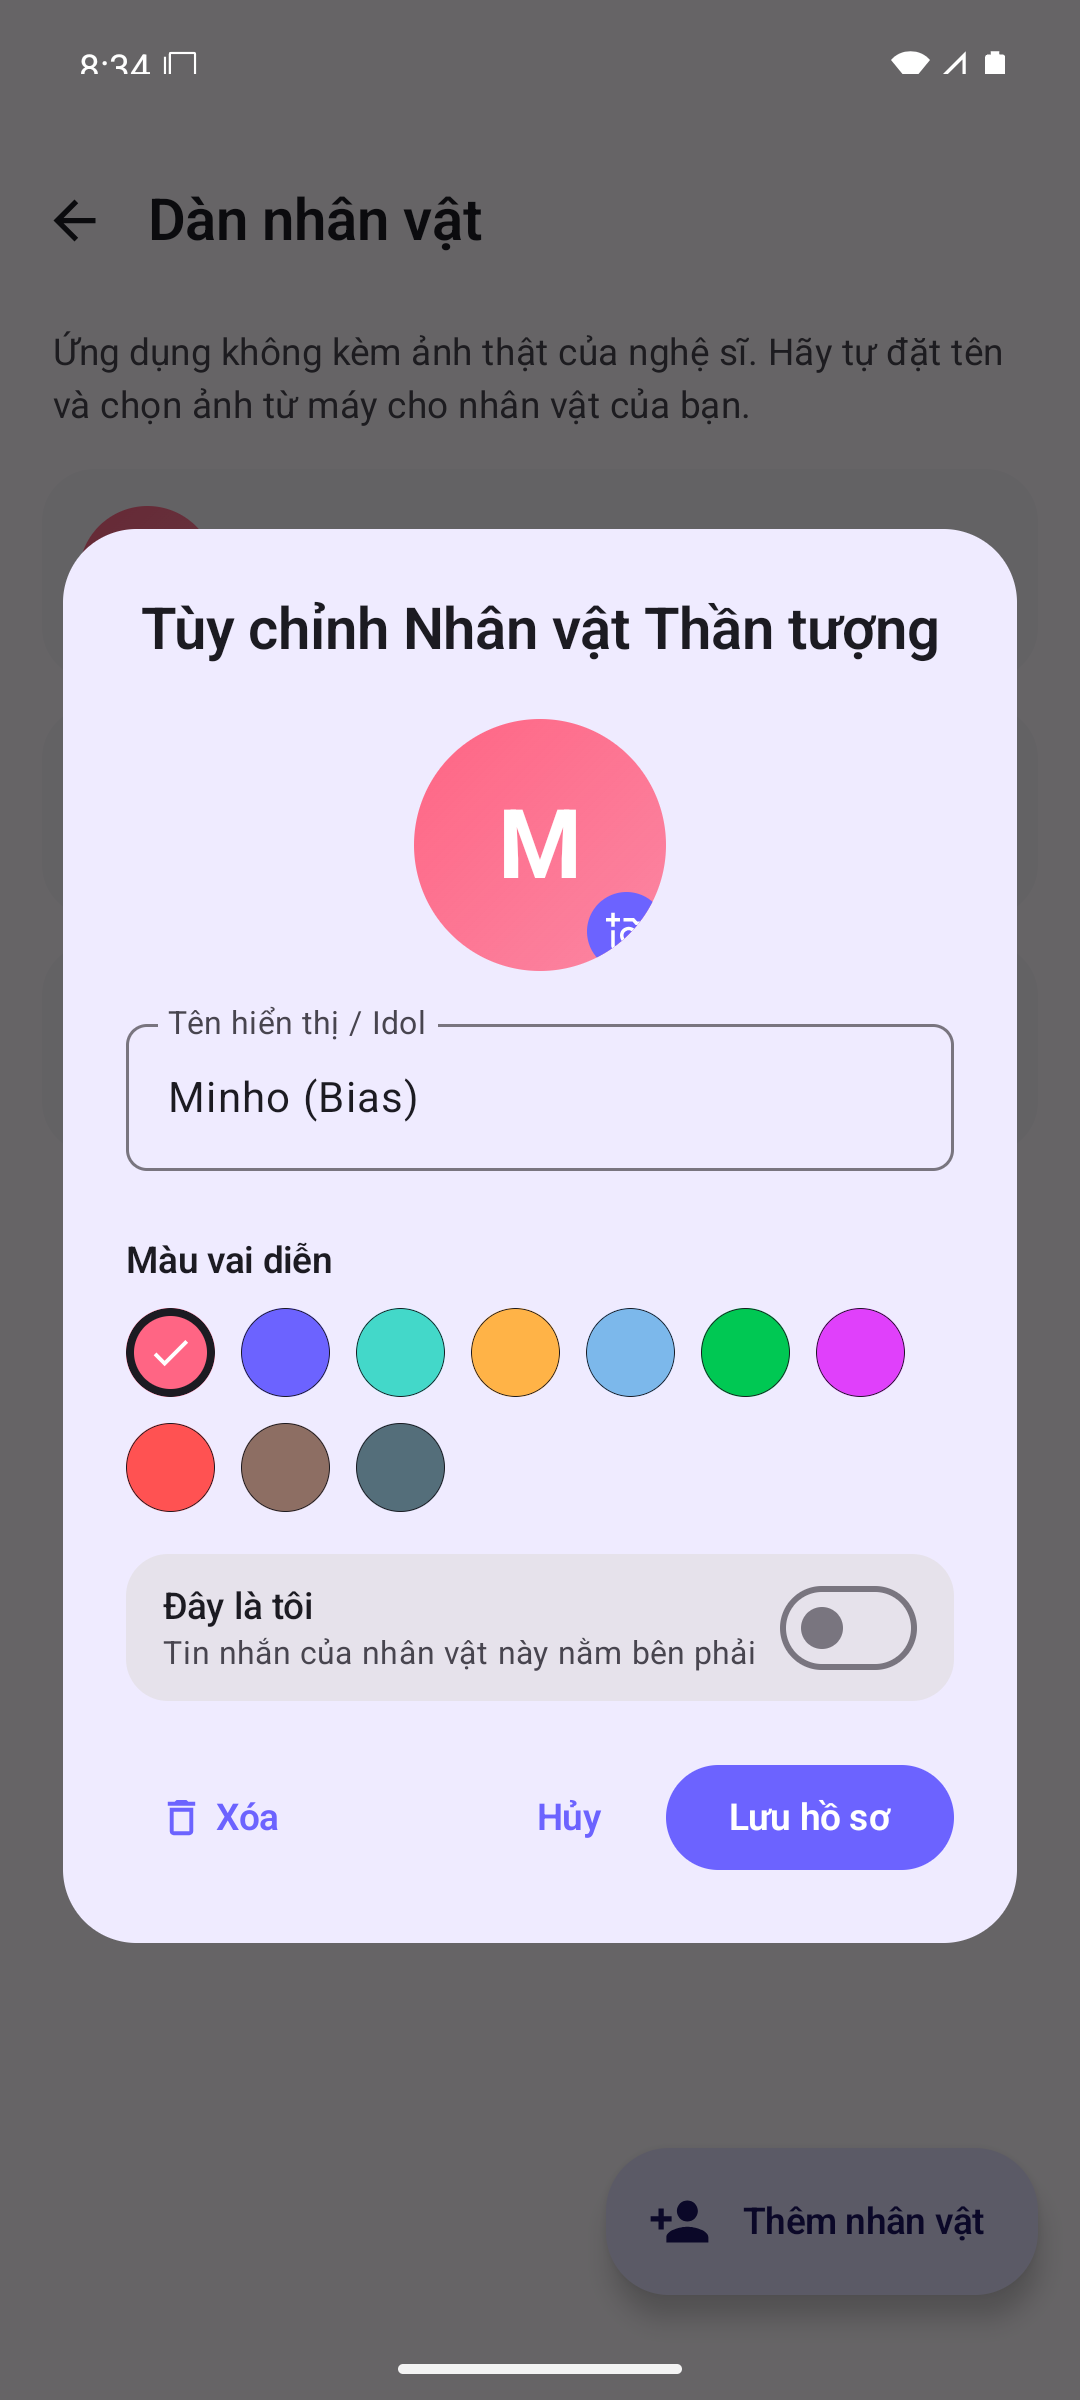 8:34
Dàn nhân vật
Ứng dụng không kèm ảnh thật của nghệ sĩ. Hãy tự đặt tên
và chọn ảnh từ máy cho nhân vật của bạn.
Tùy chỉnh Nhân vật Thần tượng
M
Tên hiển thị / Idol
Minho (Bias)
Màu vai diễn
Đây là tôi
Tin nhắn của nhân vật này nằm bên phải
Xóa
Hủy
Lưu hồ sơ
Thêm nhân vật